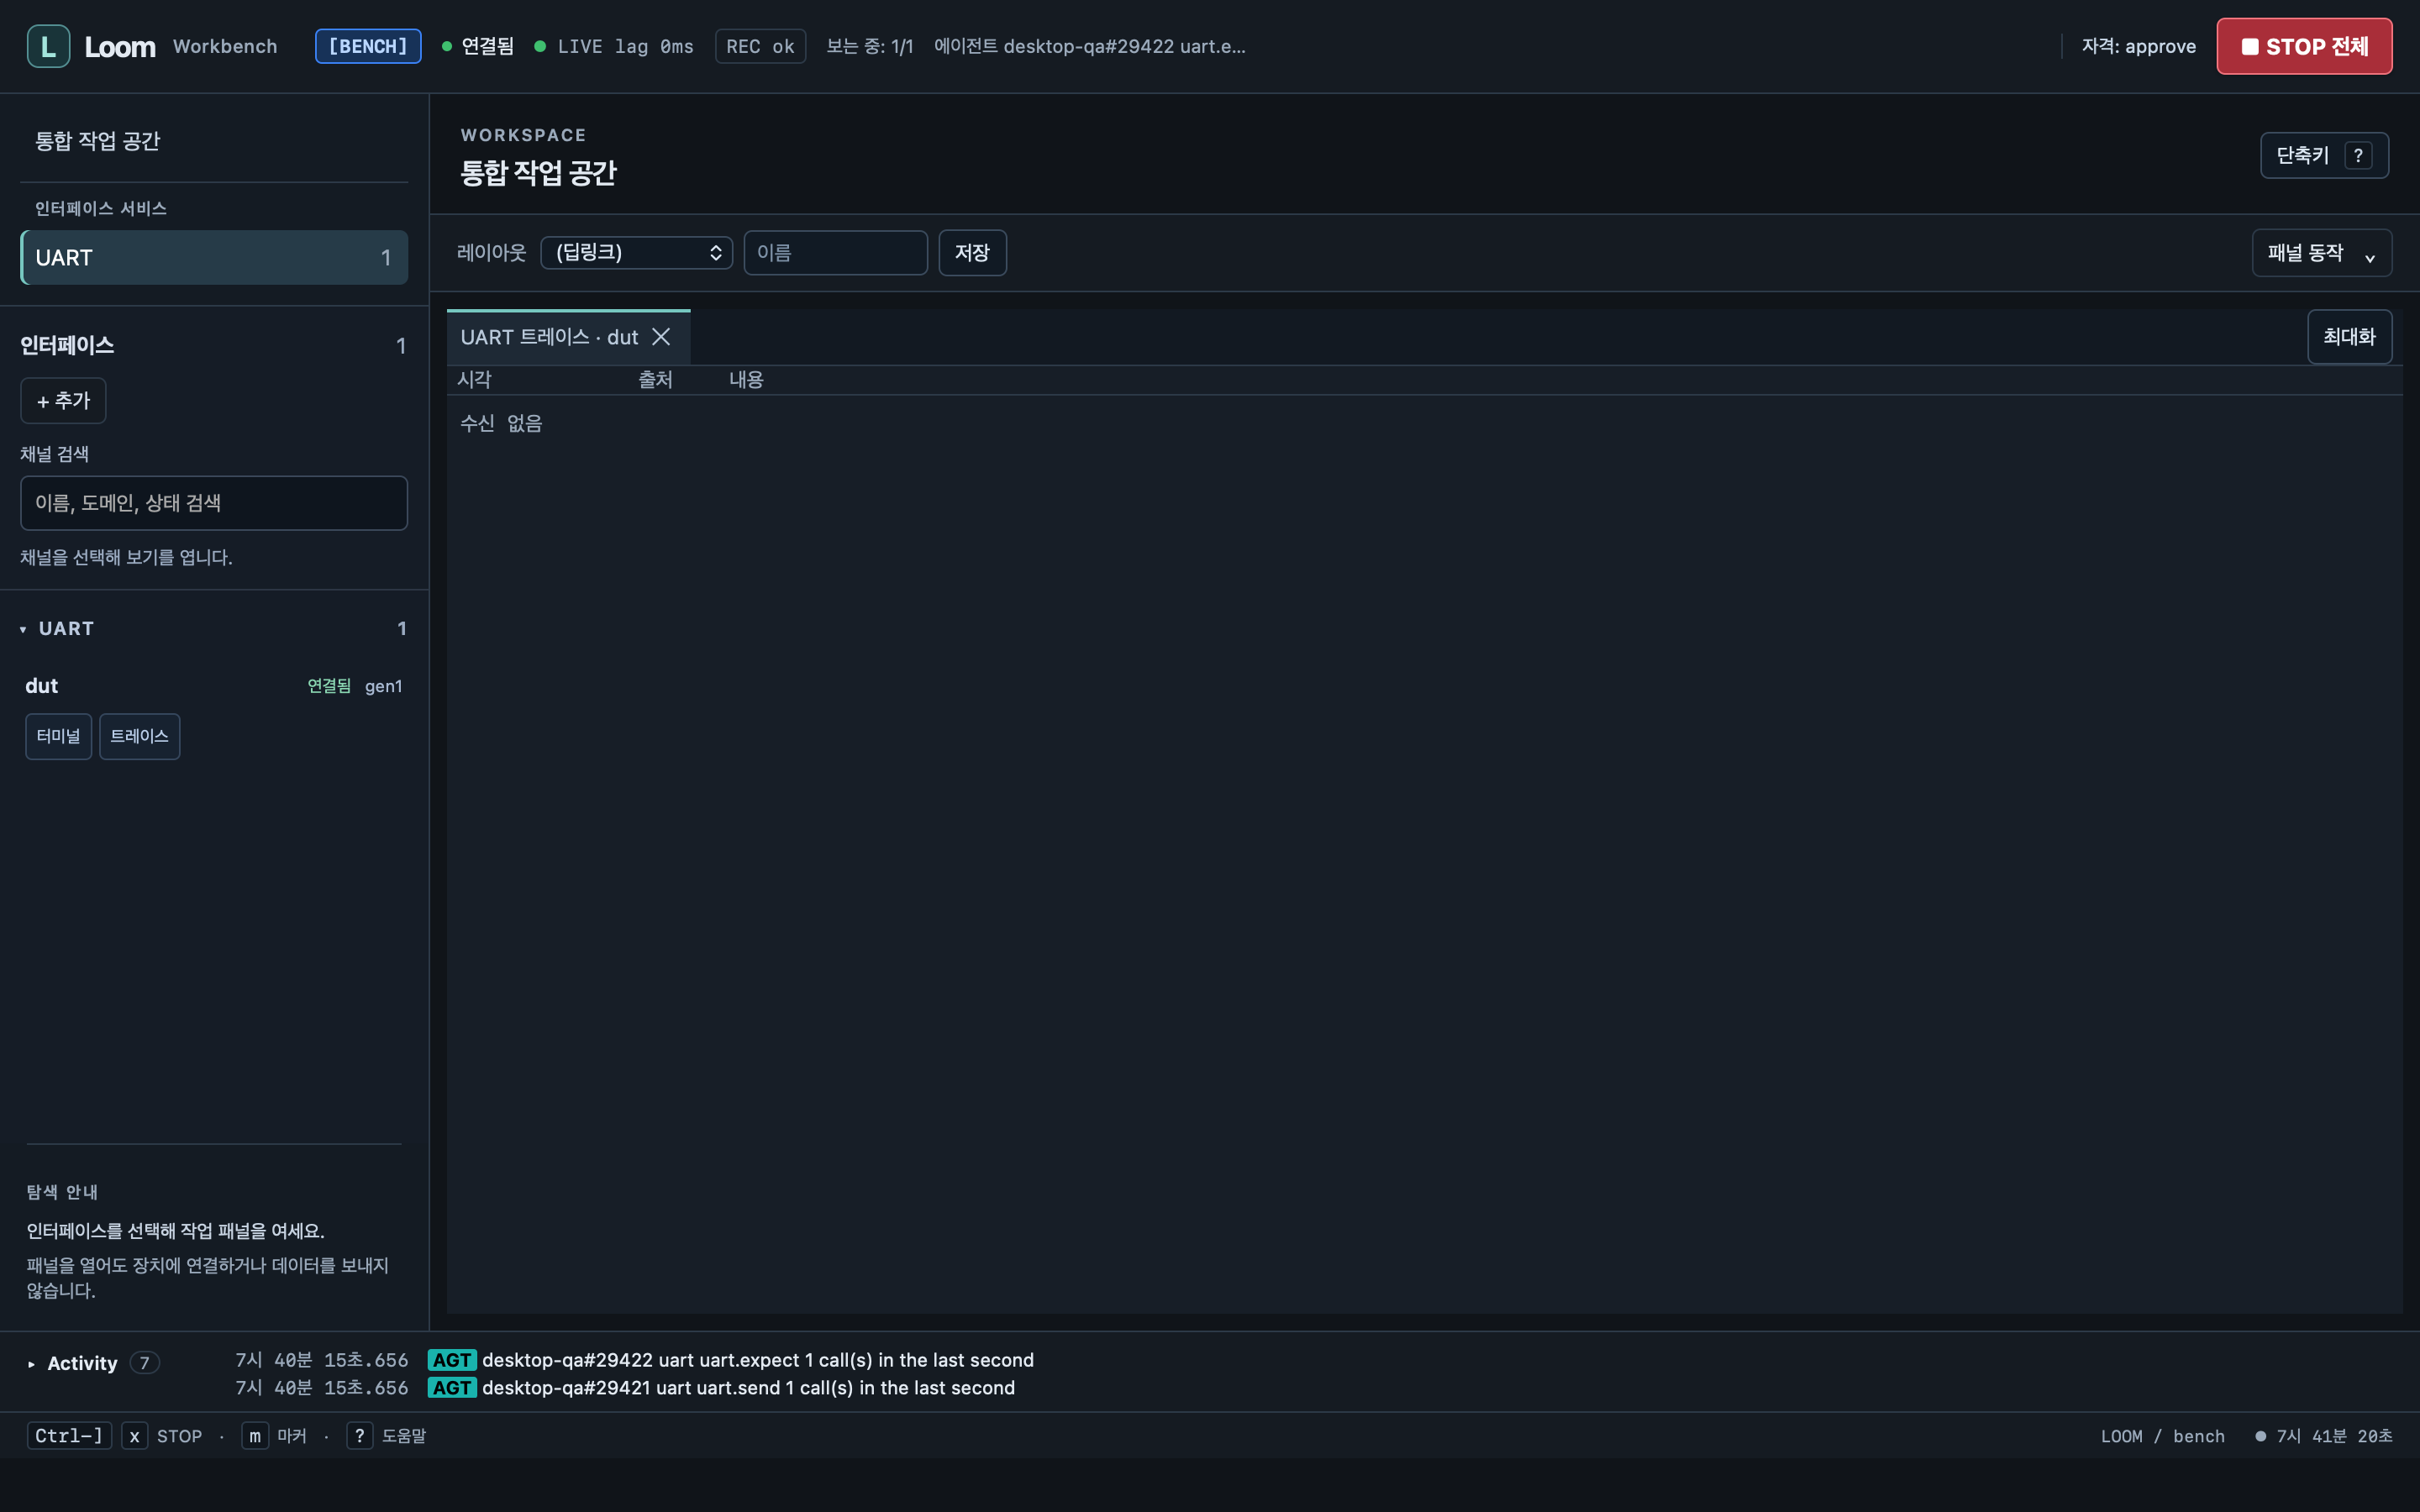 L Loom Workbench [BENCH] 연결됨 LIVE lag 0ms REC ok 보는 중: 1/1 에이전트 desktop-qa#29422 uart.e… 자격: approve STOP 전체
통합 작업 공간
인터페이스 서비스
UART 1
인터페이스 1
+ 추가
채널 검색
이름, 도메인, 상태 검색
채널을 선택해 보기를 엽니다.
UART 1
dut 연결됨 gen1
터미널 트레이스
탐색 안내
인터페이스를 선택해 작업 패널을 여세요.
패널을 열어도 장치에 연결하거나 데이터를 보내지
않습니다.
WORKSPACE
통합 작업 공간
단축키 ?
레이아웃 (딥링크) 이름 저장 패널 동작
UART 트레이스 · dut 최대화
시각 출처 내용
수신 없음
Activity 7
7시 40분 15초.656 AGT desktop-qa#29422 uart uart.expect 1 call(s) in the last second
7시 40분 15초.656 AGT desktop-qa#29421 uart uart.send 1 call(s) in the last second
Ctrl-] x STOP · m 마커 · ? 도움말 LOOM / bench 7시 41분 20초